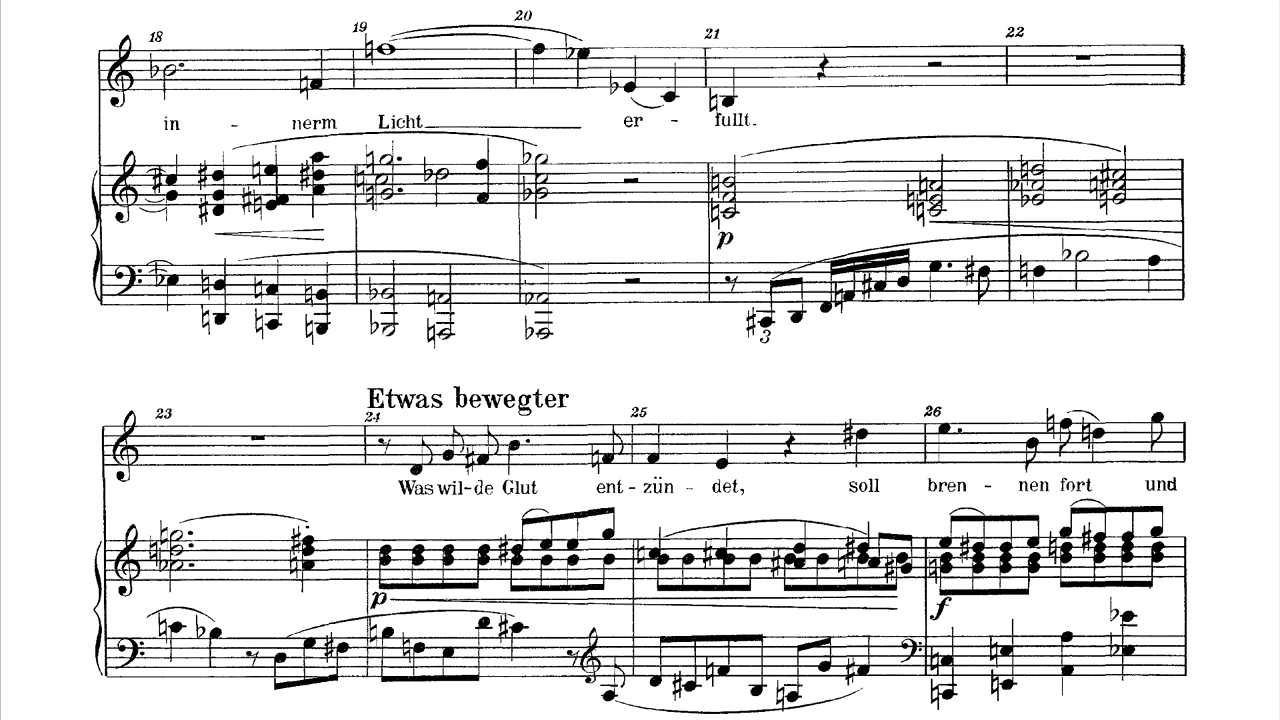 18 19 20 21 22
in - nerm Licht er - fullt.
p
3
Etwas bewegter
23 24 25 26
Was wil-de Glut ent-zün-det, soll bren-nen fort und
p f